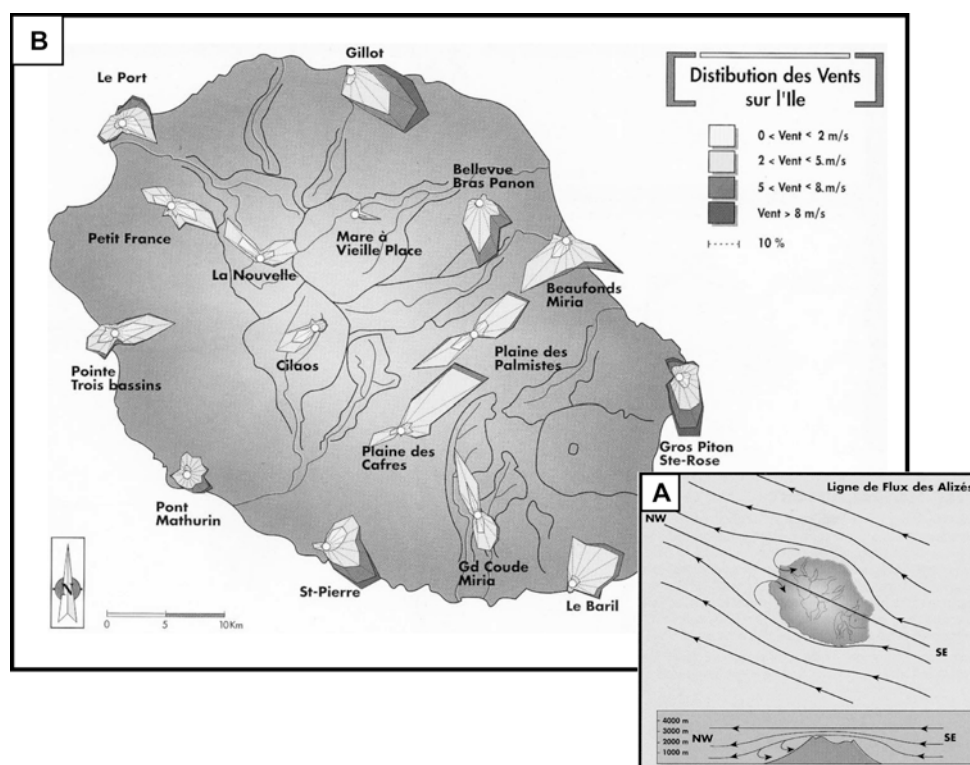 B
Gillot
Le Port
Distibution des Vents
sur l'Ile
0 < Vent < 2 m/s
2 < Vent < 5.m/s
5 < Vent < 8.m/s
Vent > 8 m/s
10 %
Bellevue
Bras Panon
Petit France
Mare à
Vieille Place
La Nouvelle
Beaufonds
Miria
Cilaos
Plaine des
Palmistes
Pointe
Trois bassins
Plaine des
Cafres
Gros Piton
Ste-Rose
Pont
Mathurin
N
0 5 10Km
St-Pierre
Gd Coude
Miria
Le Baril
A
Ligne de Flux des Alizés
NW
SE
4000 m
3000 m
2000 m
1000 m
NW
SE